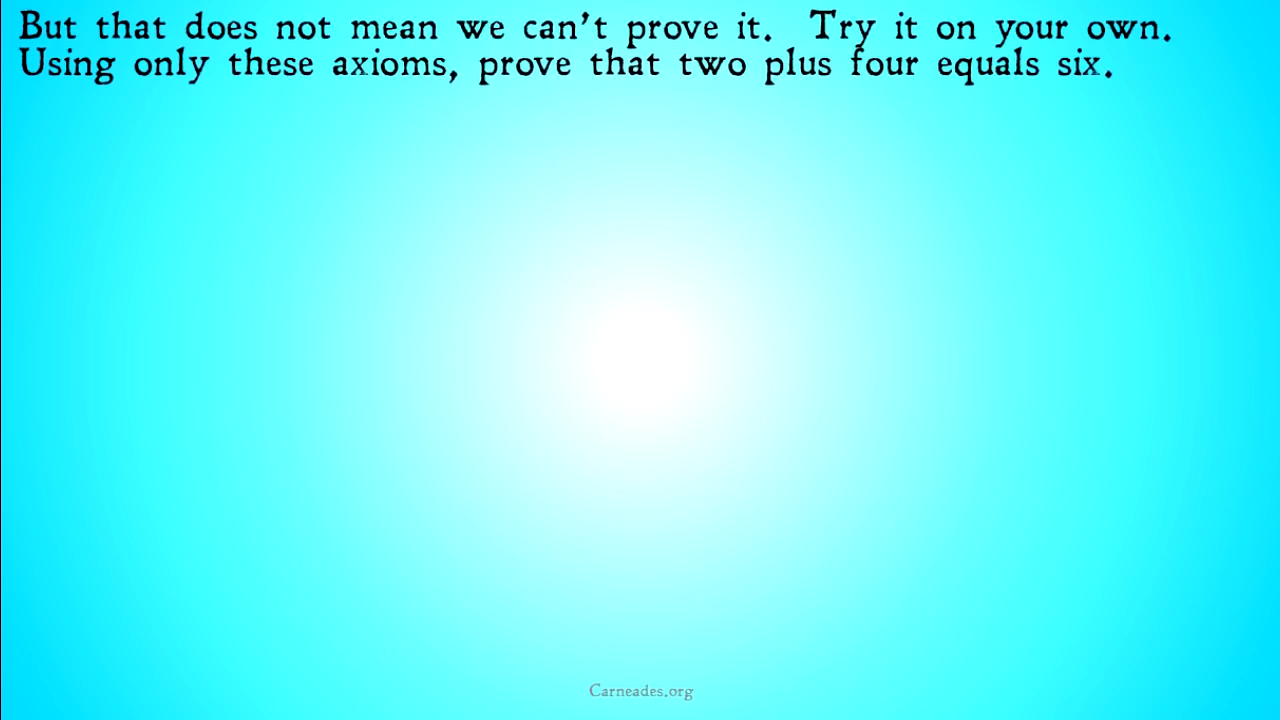 But that does not mean we can't prove it. Try it on your own.
Using only these axioms, prove that two plus four equals six.
Carneades.org